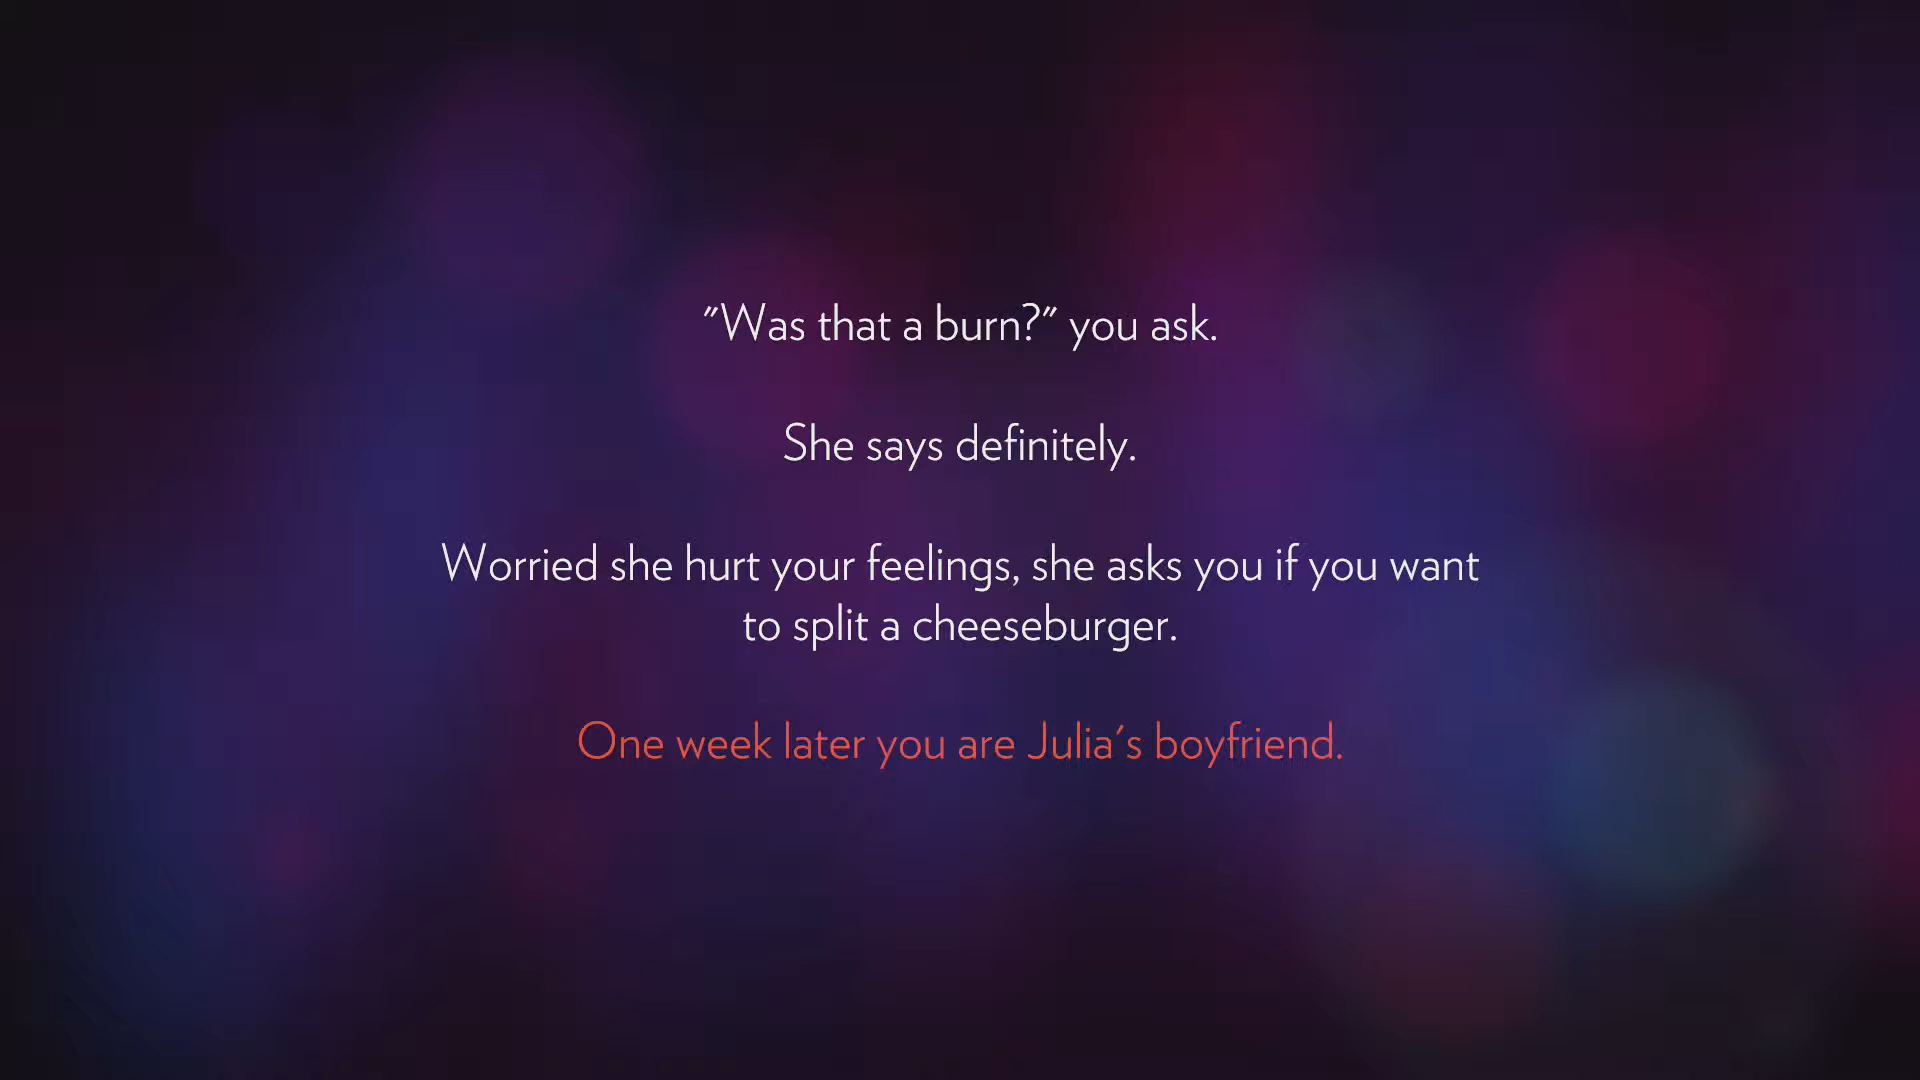 "Was that a burn?" you ask.
She says definitely.
Worried she hurt your feelings, she asks you if you want
to split a cheeseburger.
One week later you are Julia's boyfriend.